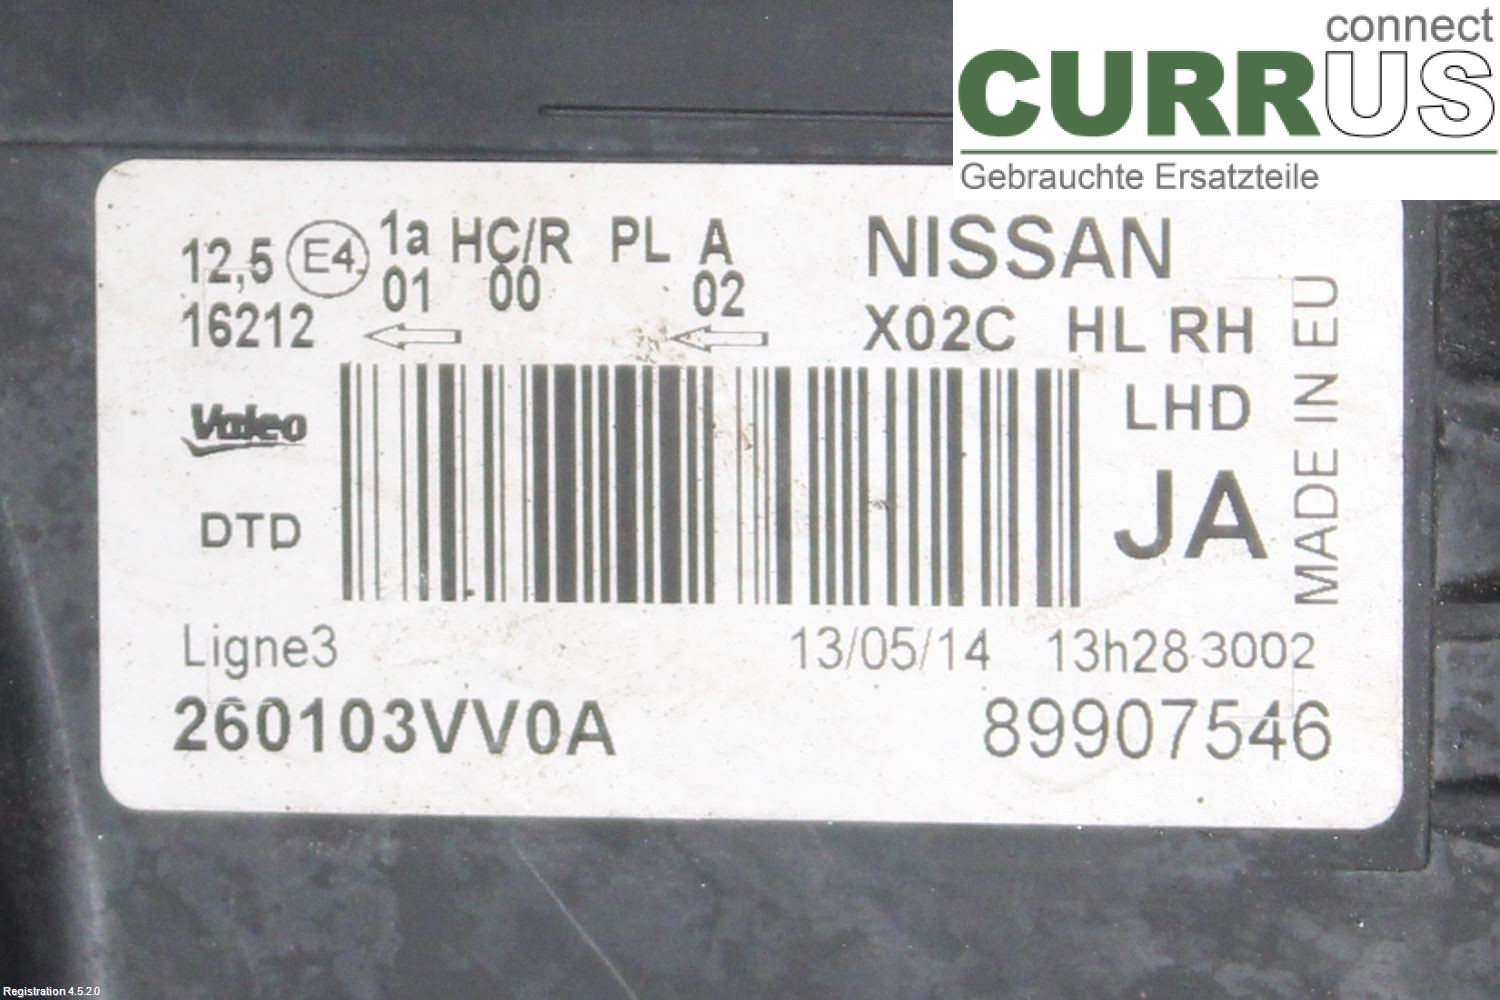 connect
CURRUS
Gebrauchte Ersatzteile
12,5 E4 1a HC/R PL A
01 00 02
16212
NISSAN
X02C HL RH
LHD
JA
MADE IN EU
Valeo
DTD
Ligne3 13/05/14 13h28 3002
260103VV0A 89907546
Registration 4.5.2.0